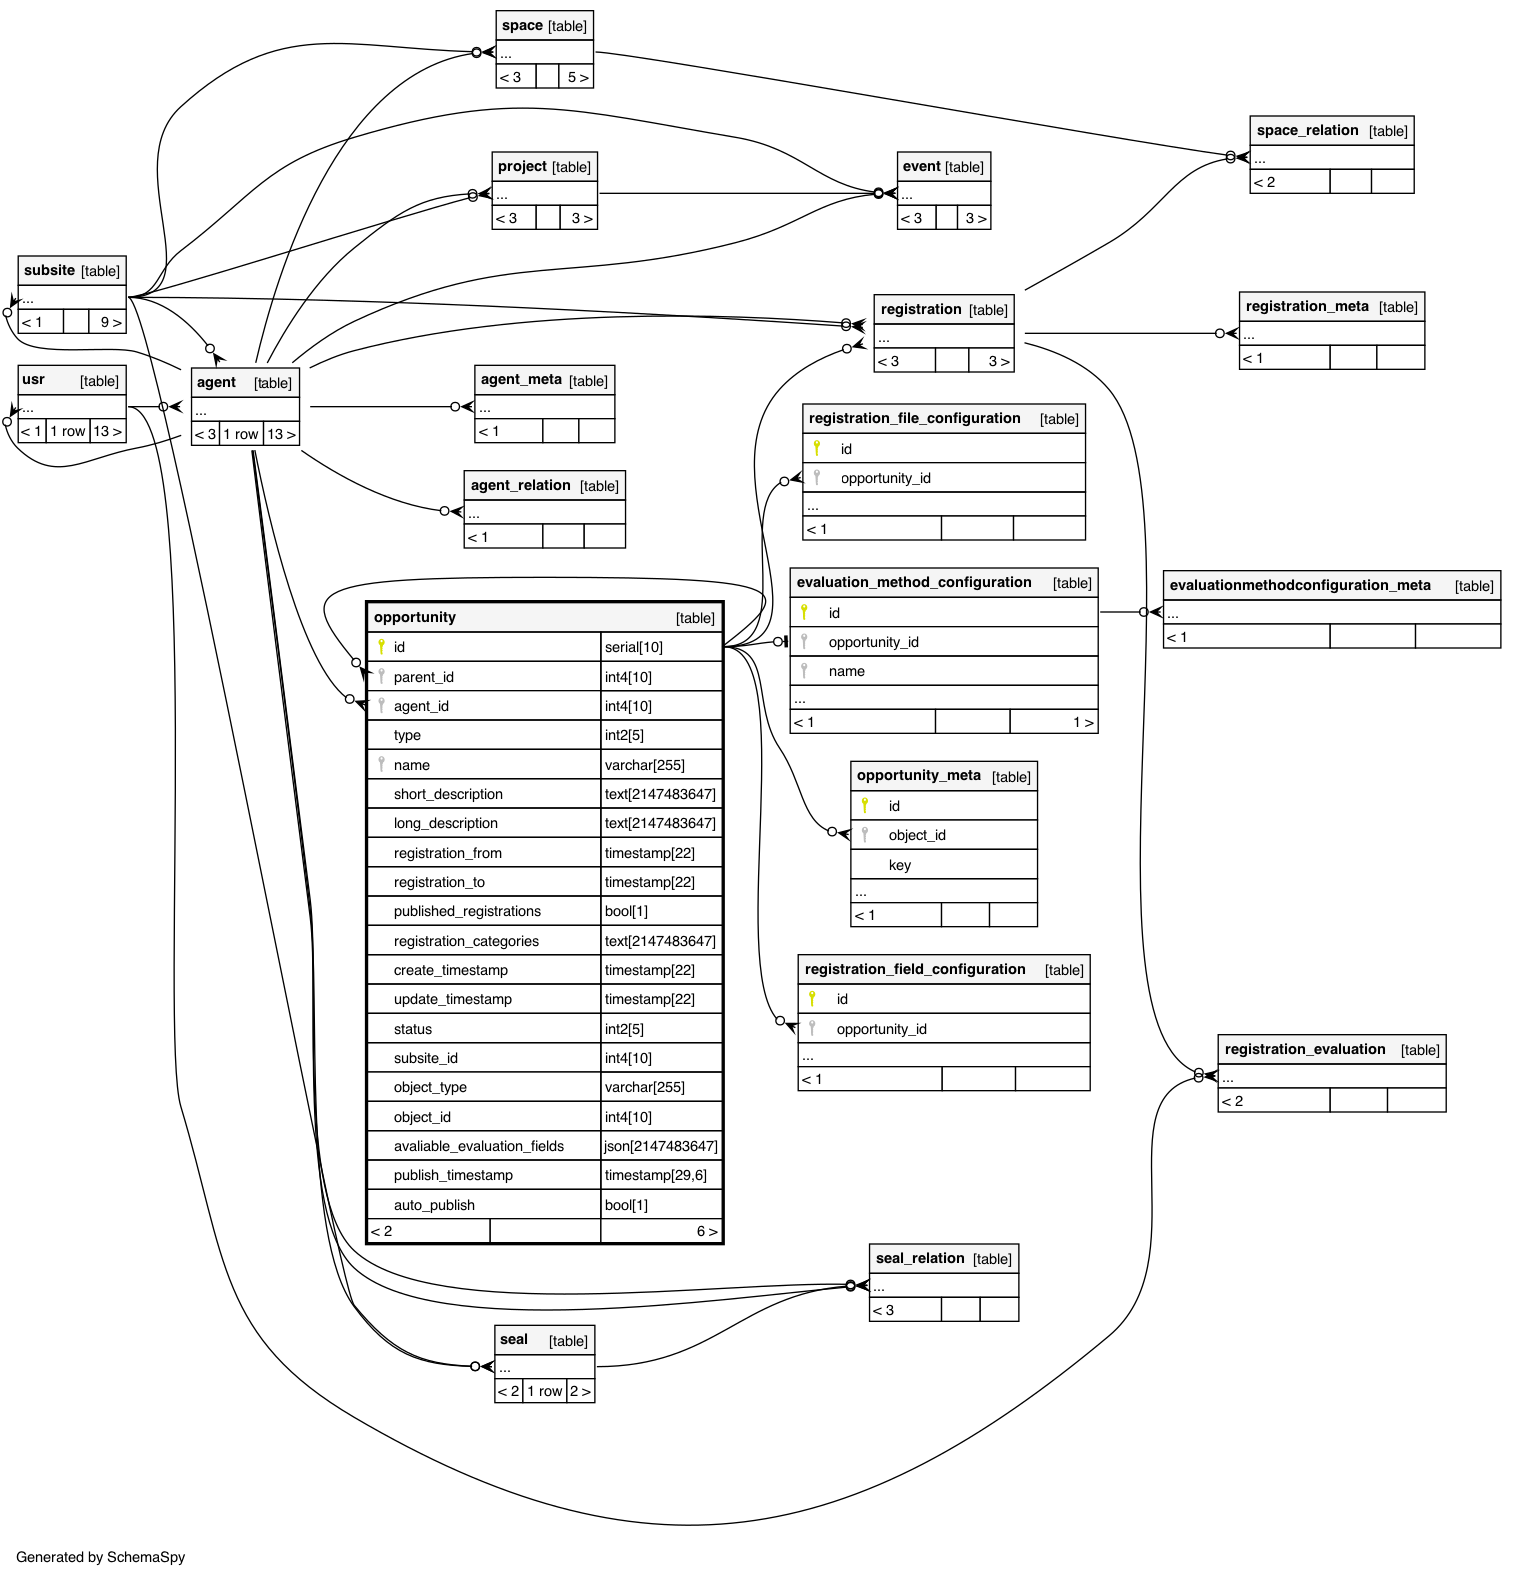 space [table]
...
< 3 5 >
space_relation [table]
...
< 2
project [table]
...
< 3 3 >
event [table]
...
< 3 3 >
subsite [table]
...
< 1 9 >
registration [table]
...
< 3 3 >
registration_meta [table]
...
< 1
usr [table]
...
< 1 1 row 13 >
agent [table]
...
< 3 1 row 13 >
agent_meta [table]
...
< 1
registration_file_configuration [table]
id
opportunity_id
...
< 1
agent_relation [table]
...
< 1
evaluation_method_configuration [table]
id
opportunity_id
name
...
< 1 1 >
evaluationmethodconfiguration_meta [table]
...
< 1
opportunity [table]
id serial[10]
parent_id int4[10]
agent_id int4[10]
type int2[5]
name varchar[255]
short_description text[2147483647]
long_description text[2147483647]
registration_from timestamp[22]
registration_to timestamp[22]
published_registrations bool[1]
registration_categories text[2147483647]
create_timestamp timestamp[22]
update_timestamp timestamp[22]
status int2[5]
subsite_id int4[10]
object_type varchar[255]
object_id int4[10]
avaliable_evaluation_fields json[2147483647]
publish_timestamp timestamp[29,6]
auto_publish bool[1]
< 2 6 >
opportunity_meta [table]
id
object_id
key
...
< 1
registration_field_configuration [table]
id
opportunity_id
...
< 1
registration_evaluation [table]
...
< 2
seal_relation [table]
...
< 3
seal [table]
...
< 2 1 row 2 >
Generated by SchemaSpy